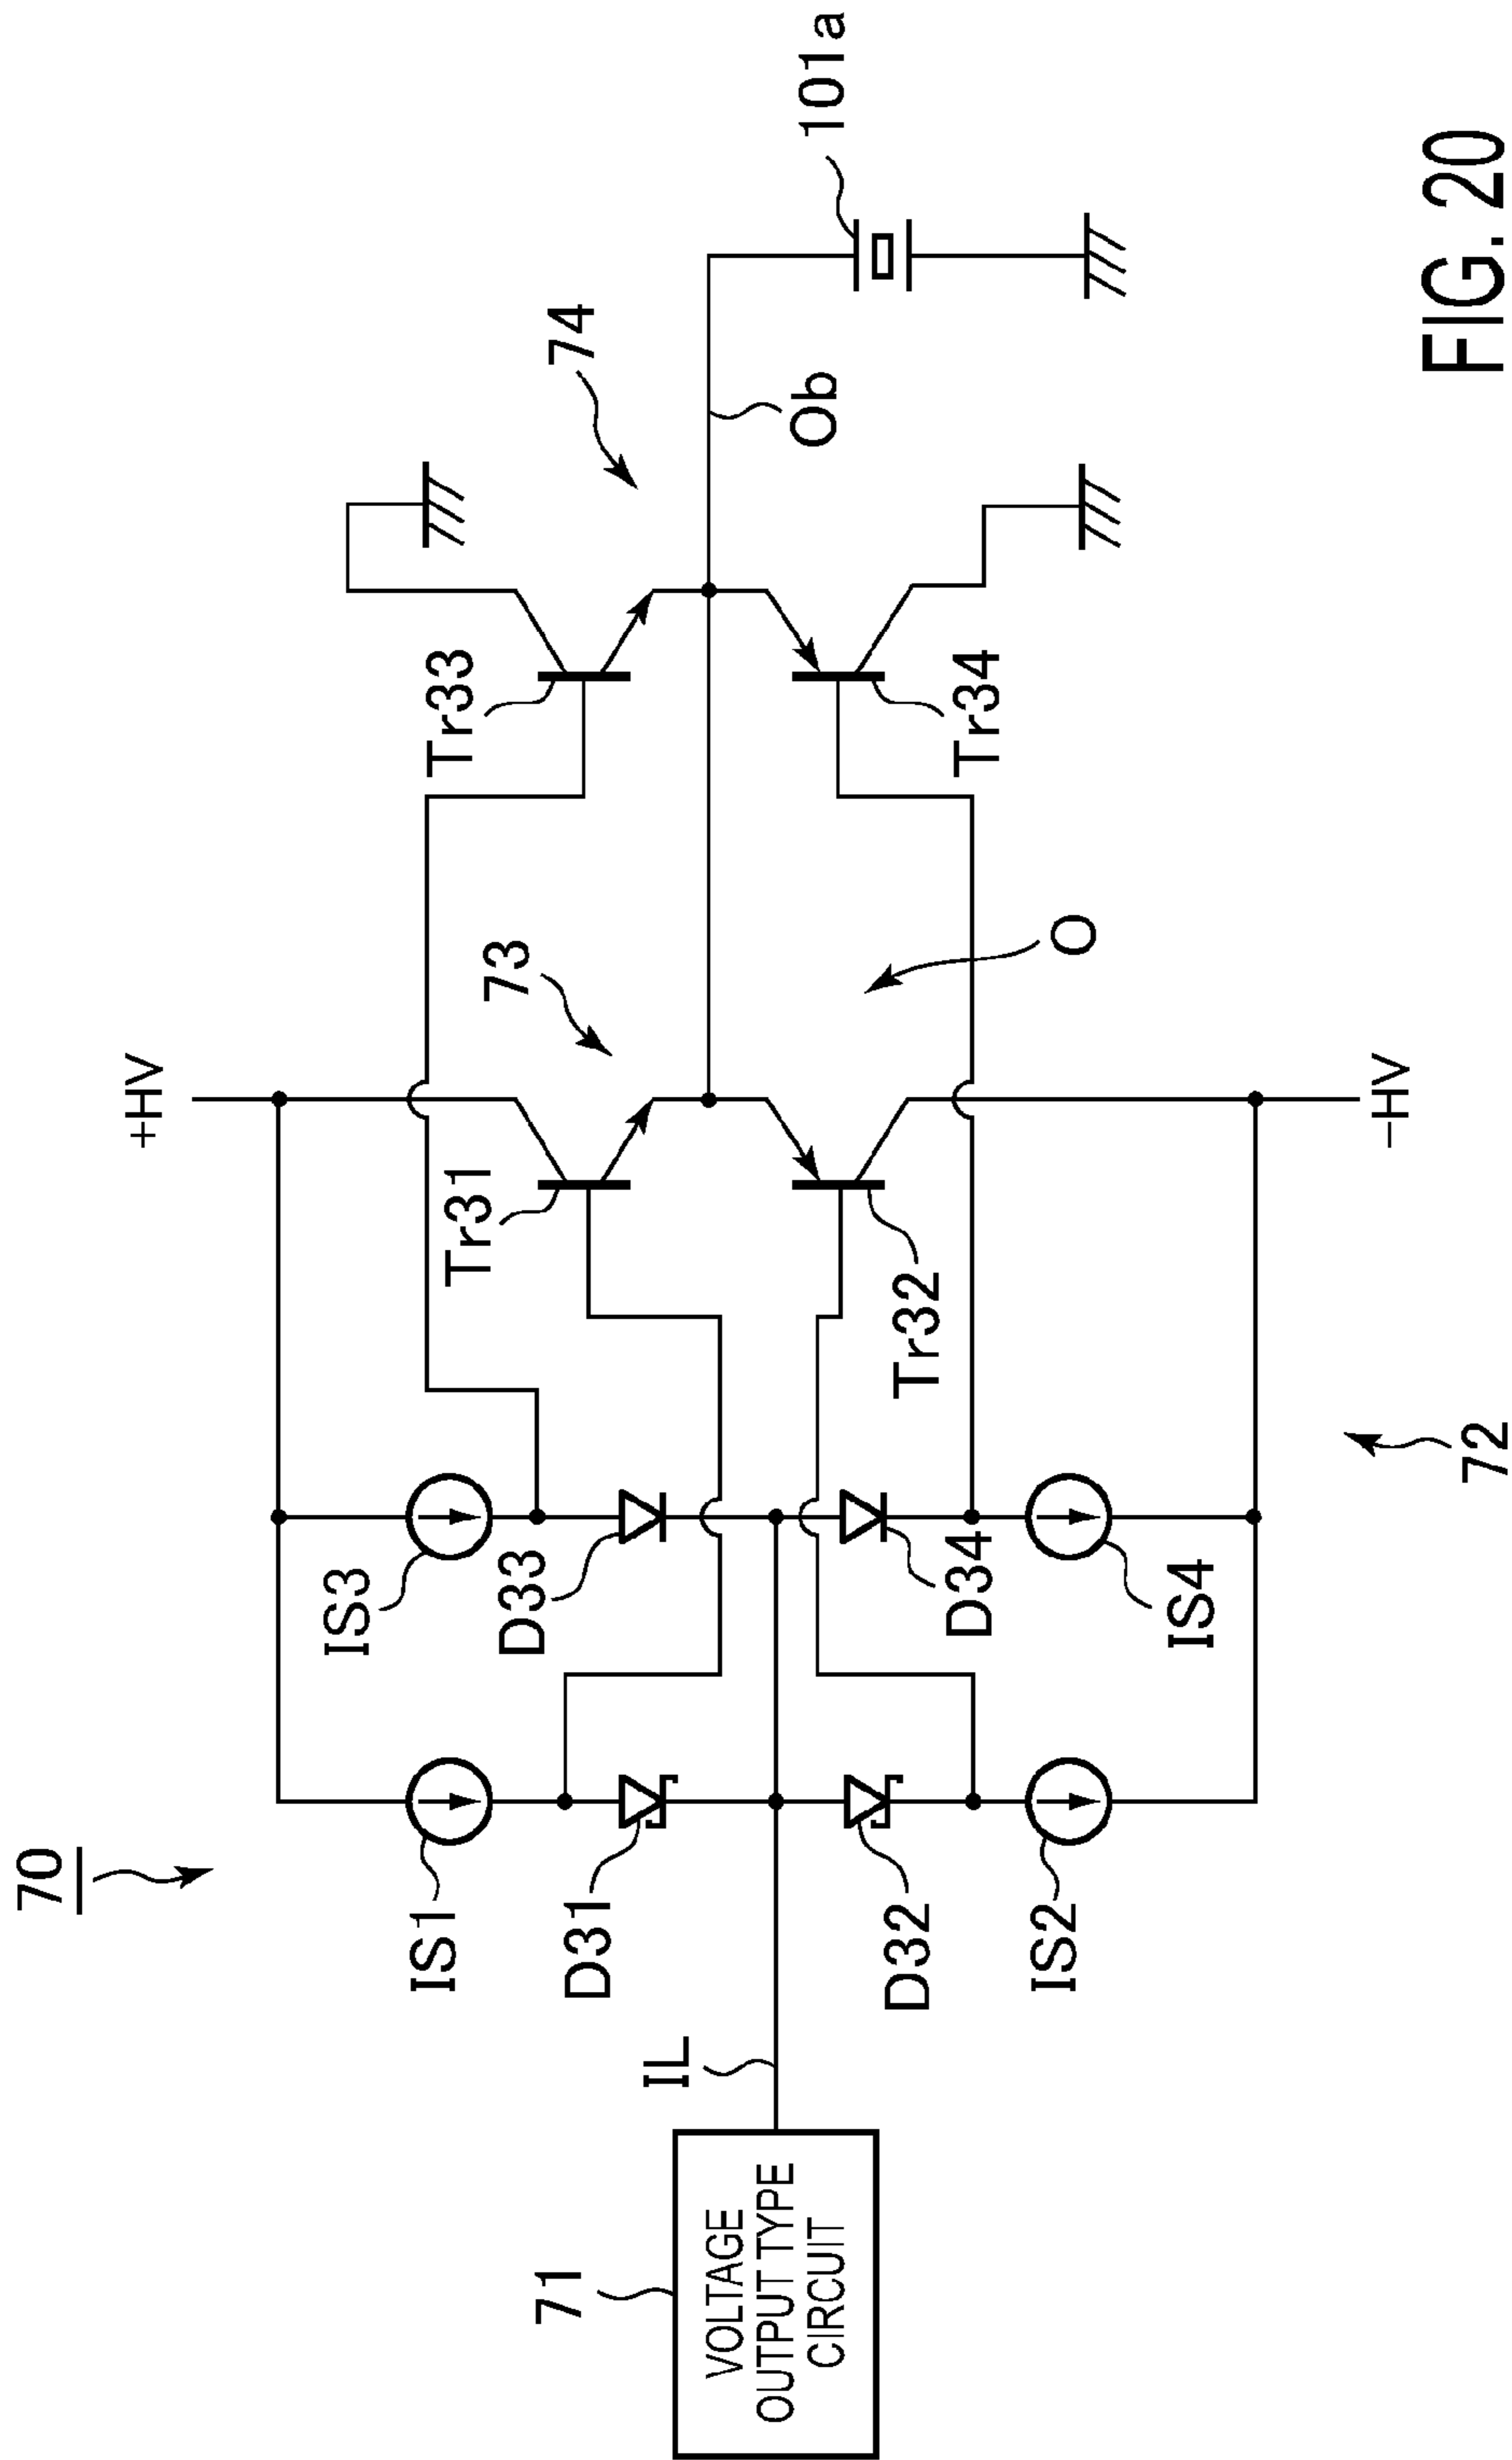 70
+HV
IS1
IS3
73
74
Tr31
Tr33
D31
D33
IL
71
VOLTAGE
OUTPUT TYPE
CIRCUIT
Ob
101a
D32
D34
Tr32
Tr34
O
IS2
IS4
72
−HV
FIG. 20